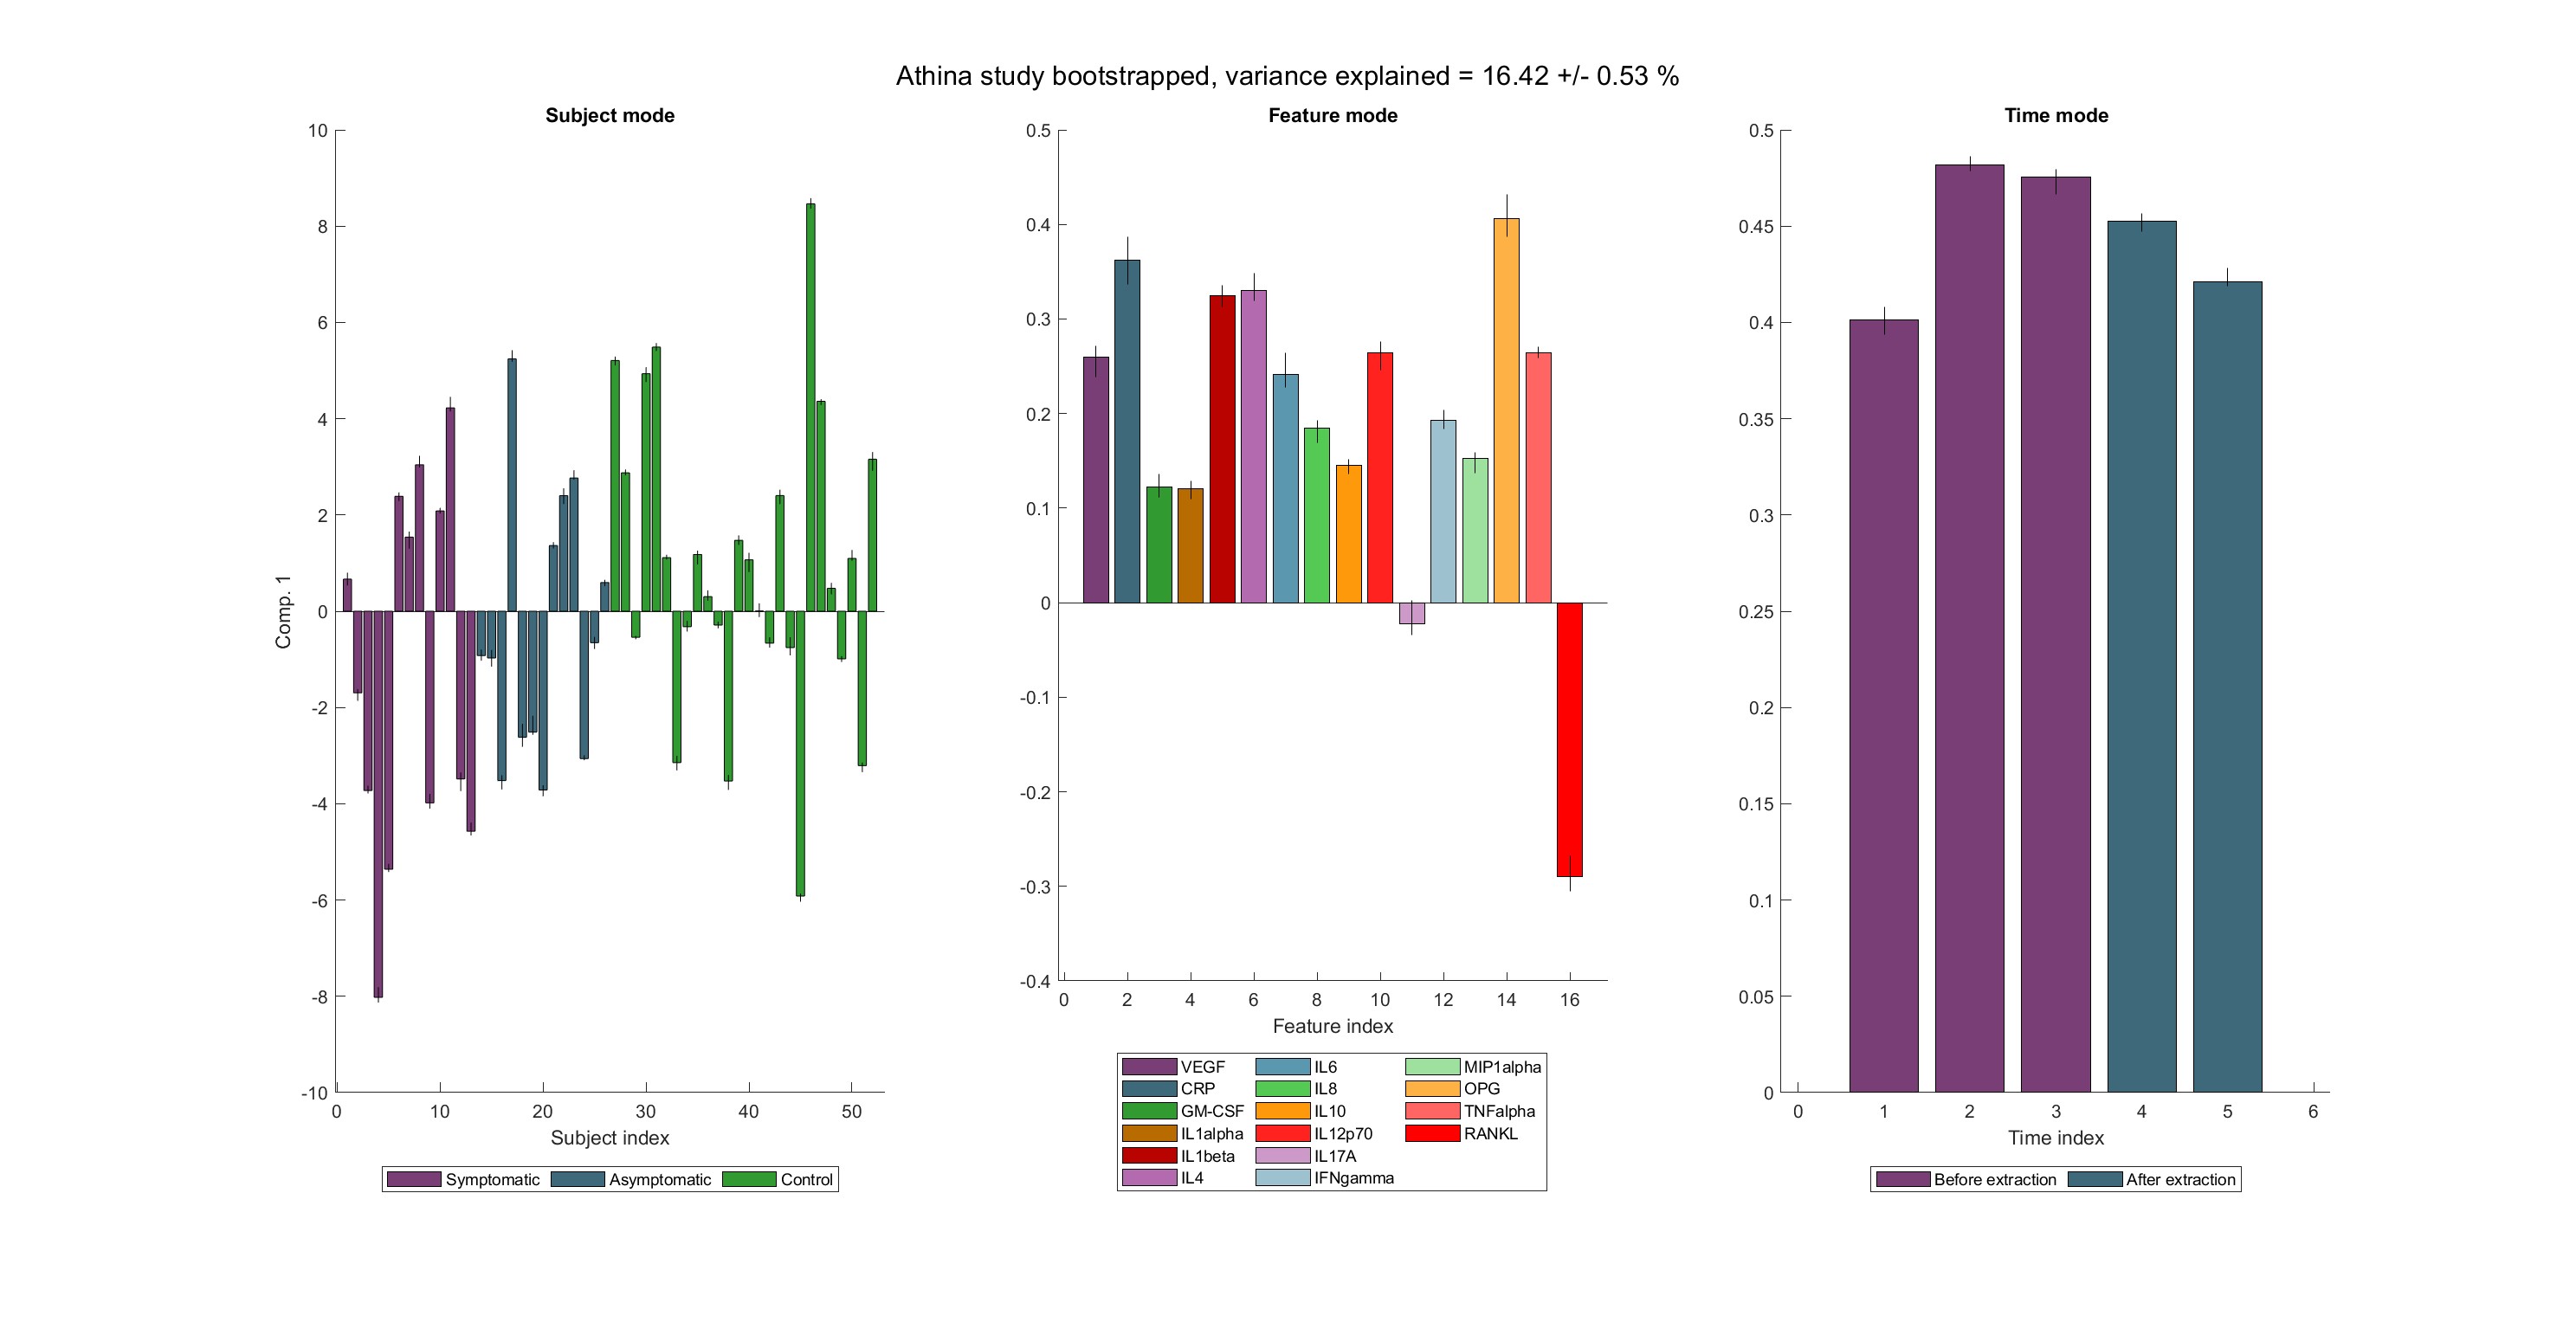 Athina study bootstrapped, variance explained = 16.42 +/- 0.53 %
Subject mode
10
8
6
4
2
0
-2
-4
-6
-8
-10
Comp. 1
0 10 20 30 40 50
Subject index
Symptomatic Asymptomatic Control
Feature mode
0.5
0.4
0.3
0.2
0.1
0
-0.1
-0.2
-0.3
-0.4
0 2 4 6 8 10 12 14 16
Feature index
VEGF IL6 MIP1alpha
CRP IL8 OPG
GM-CSF IL10 TNFalpha
IL1alpha IL12p70 RANKL
IL1beta IL17A
IL4 IFNgamma
Time mode
0.5
0.45
0.4
0.35
0.3
0.25
0.2
0.15
0.1
0.05
0
0 1 2 3 4 5 6
Time index
Before extraction After extraction